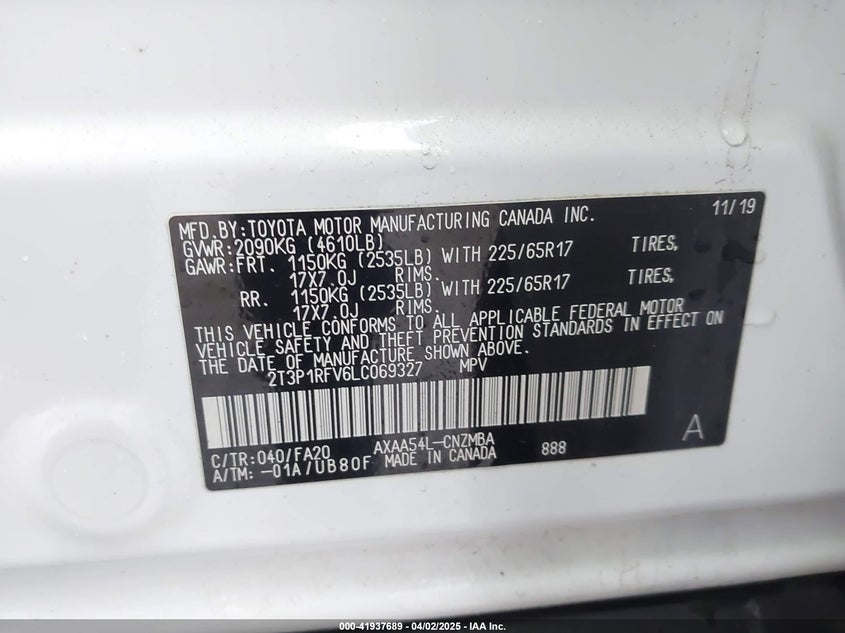 MFD.BY:TOYOTA MOTOR MANUFACTURING CANADA INC. 11/19
GVWR:2090KG (4610LB)
GAWR:FRT. 1150KG (2535LB) WITH 225/65R17 TIRES,
17X7.0J RIMS
RR. 1150KG (2535LB) WITH 225/65R17 TIRES,
17X7.0J RIMS.
THIS VEHICLE CONFORMS TO ALL APPLICABLE FEDERAL MOTOR
VEHICLE SAFETY AND THEFT PREVENTION STANDARDS IN EFFECT ON
THE DATE OF MANUFACTURE SHOWN ABOVE.
2T3P1RFV6LC069327 MPV
C/TR:040/FA20 AXAA54L-CNZMBA 888 A
A/TM: -01A/UB80F MADE IN CANADA
000-41937689 - 04/02/2025 - IAA Inc.